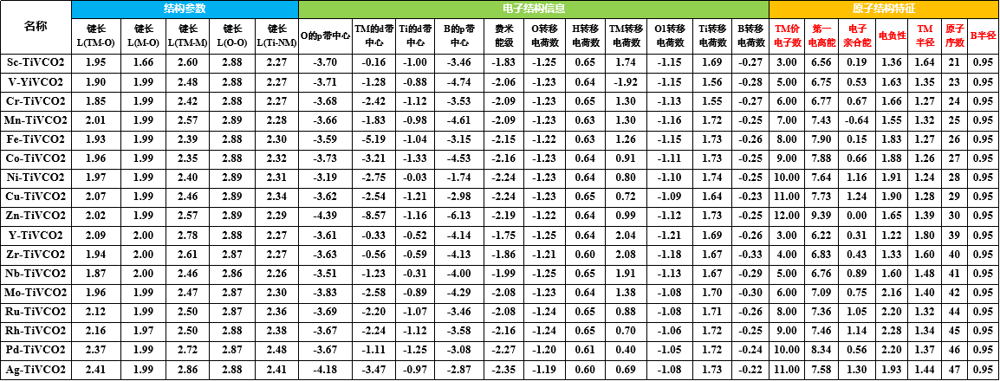 名称 结构参数 电子结构信息 原子结构特征
键长 L(TM-O) 键长 L(M-O) 键长 L(TM-M) 键长 L(O-O) 键长 L(Ti-NM) O的p带中心 TM的d带中心 Ti的d带中心 B的p带中心 费米能级 O转移电荷数 H转移电荷数 TM转移电荷数 O1转移电荷数 Ti转移电荷数 B转移电荷数 TM价电子数 第一电离能 电子亲合能 电负性 TM半径 原子序数 B半径
Sc-TiVCO2 1.95 1.66 2.60 2.88 2.27 -3.70 -0.16 -1.00 -3.46 -1.83 -1.25 0.65 1.74 -1.15 1.69 -0.27 3.00 6.56 0.19 1.36 1.64 21 0.95
V-YiVCO2 1.90 1.99 2.48 2.88 2.27 -3.71 -1.28 -0.88 -4.74 -2.06 -1.23 0.64 -1.92 -1.15 1.56 -0.28 5.00 6.75 0.53 1.63 1.35 23 0.95
Cr-TiVCO2 1.85 1.99 2.42 2.88 2.27 -3.68 -2.42 -1.12 -3.53 -2.09 -1.23 0.65 1.30 -1.13 1.55 -0.27 6.00 6.77 0.67 1.66 1.27 24 0.95
Mn-TiVCO2 2.01 1.99 2.57 2.89 2.28 -3.66 -1.83 -0.98 -4.61 -2.09 -1.23 0.63 1.30 -1.16 1.72 -0.25 7.00 7.43 -0.64 1.55 1.32 25 0.95
Fe-TiVCO2 1.93 1.99 2.39 2.88 2.30 -3.59 -5.19 -1.04 -3.15 -2.15 -1.22 0.63 1.26 -1.15 1.73 -0.26 8.00 7.90 0.15 1.83 1.27 26 0.95
Co-TiVCO2 1.96 1.99 2.35 2.88 2.32 -3.73 -3.21 -1.33 -4.53 -2.16 -1.23 0.64 0.91 -1.11 1.73 -0.25 9.00 7.88 0.66 1.88 1.26 27 0.95
Ni-TiVCO2 1.97 1.99 2.40 2.89 2.31 -3.19 -2.75 -0.03 -1.74 -2.24 -1.23 0.64 0.80 -1.10 1.74 -0.25 10.00 7.64 1.16 1.91 1.24 28 0.95
Cu-TiVCO2 2.07 1.99 2.46 2.89 2.34 -3.62 -2.54 -1.21 -2.98 -2.24 -1.23 0.65 0.72 -1.09 1.64 -0.23 11.00 7.73 1.24 1.90 1.28 29 0.95
Zn-TiVCO2 2.02 1.99 2.57 2.89 2.29 -4.39 -8.57 -1.16 -6.13 -2.19 -1.22 0.64 0.99 -1.12 1.73 -0.25 12.00 9.39 0.00 1.65 1.39 30 0.95
Y-TiVCO2 2.09 2.00 2.78 2.88 2.27 -3.61 -0.33 -0.52 -4.14 -1.75 -1.25 0.64 2.04 -1.21 1.69 -0.26 3.00 6.22 0.31 1.22 1.80 39 0.95
Zr-TiVCO2 1.94 2.00 2.61 2.87 2.27 -3.63 -0.56 -0.59 -4.13 -1.86 -1.21 0.60 2.08 -1.18 1.67 -0.33 4.00 6.83 0.43 1.33 1.60 40 0.95
Nb-TiVCO2 1.87 2.00 2.46 2.86 2.26 -3.51 -1.23 -0.31 -4.00 -1.99 -1.25 0.65 1.91 -1.13 1.67 -0.29 5.00 6.76 0.89 1.60 1.48 41 0.95
Mo-TiVCO2 1.96 1.99 2.47 2.87 2.30 -3.83 -2.58 -0.89 -4.29 -2.08 -1.23 0.64 1.38 -1.08 1.70 -0.30 6.00 7.09 0.75 2.16 1.40 42 0.95
Ru-TiVCO2 2.12 1.99 2.50 2.87 2.36 -3.69 -2.20 -1.07 -3.46 -2.08 -1.24 0.65 0.88 -1.08 1.71 -0.26 8.00 7.36 1.05 2.20 1.32 44 0.95
Rh-TiVCO2 2.16 1.97 2.50 2.88 2.38 -3.67 -2.24 -1.12 -3.58 -2.16 -1.24 0.65 0.70 -1.06 1.72 -0.25 9.00 7.46 1.14 2.28 1.34 45 0.95
Pd-TiVCO2 2.37 1.99 2.72 2.87 2.48 -3.67 -1.11 -1.25 -3.08 -2.27 -1.20 0.61 0.40 -1.05 1.72 -0.24 10.00 8.34 0.56 2.20 1.37 46 0.95
Ag-TiVCO2 2.41 1.99 2.86 2.88 2.41 -4.18 -3.47 -0.97 -2.87 -2.35 -1.19 0.60 0.69 -1.08 1.73 -0.22 11.00 7.58 1.30 1.93 1.44 47 0.95